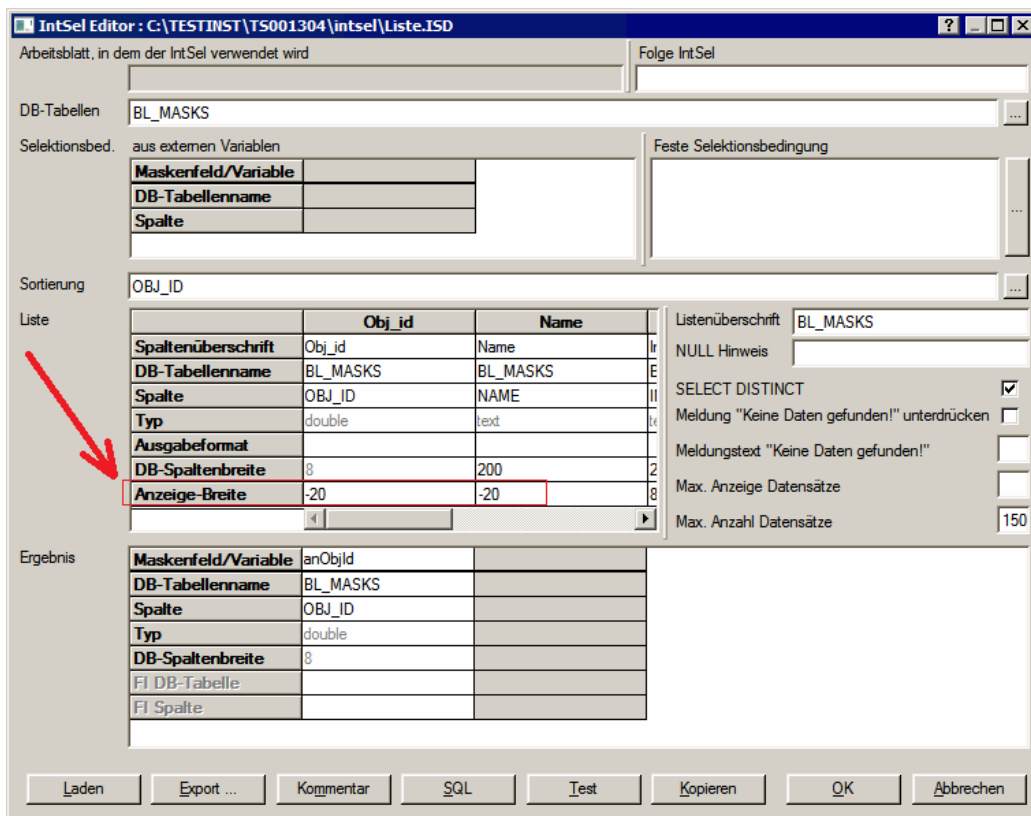 IntSel Editor : C:\TESTINST\TS001304\intsel\Liste.ISD
Arbeitsblatt, in dem der IntSel verwendet wird
Folge IntSel
DB-Tabellen BL_MASKS ...
Selektionsbed. aus externen Variablen Feste Selektionsbedingung
Maskenfeld/Variable
DB-Tabellenname
Spalte
...
Sortierung OBJ_ID ...
Liste Obj_id Name
Spaltenüberschrift Obj_id Name
DB-Tabellenname BL_MASKS BL_MASKS
Spalte OBJ_ID NAME
Typ double text
Ausgabeformat
DB-Spaltenbreite 8 200 2
Anzeige-Breite -20 -20 8
Listenüberschrift BL_MASKS
NULL Hinweis
SELECT DISTINCT
Meldung "Keine Daten gefunden!" unterdrücken
Meldungstext "Keine Daten gefunden!"
Max. Anzeige Datensätze
Max. Anzahl Datensätze 150
Ergebnis Maskenfeld/Variable anObjId
DB-Tabellenname BL_MASKS
Spalte OBJ_ID
Typ double
DB-Spaltenbreite 8
FI DB-Tabelle
FI Spalte
Laden Export ... Kommentar SQL Test Kopieren OK Abbrechen